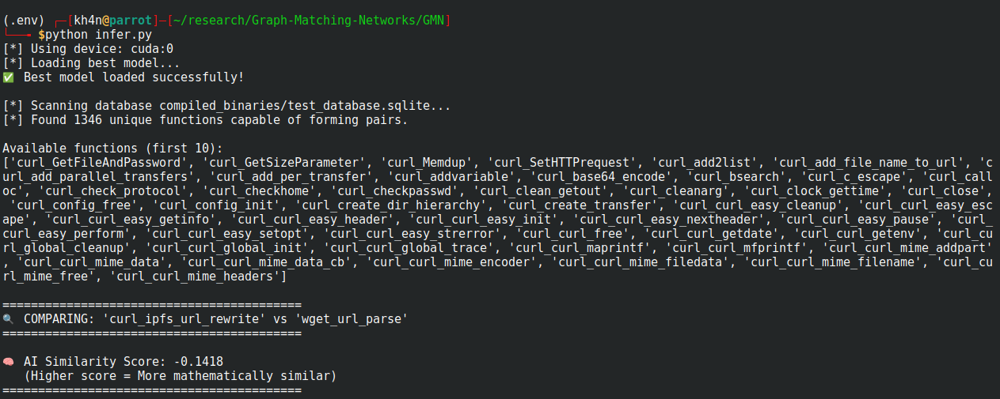 (.env) ┌─[kh4n@parrot]─[~/research/Graph-Matching-Networks/GMN]
└──╼ $python infer.py
[*] Using device: cuda:0
[*] Loading best model...
✅ Best model loaded successfully!
[*] Scanning database compiled_binaries/test_database.sqlite...
[*] Found 1346 unique functions capable of forming pairs.
Available functions (first 10):
['curl_GetFileAndPassword', 'curl_GetSizeParameter', 'curl_Memdup', 'curl_SetHTTPrequest', 'curl_add2list', 'curl_add_file_name_to_url', 'c
url_add_parallel_transfers', 'curl_add_per_transfer', 'curl_addvariable', 'curl_base64_encode', 'curl_bsearch', 'curl_c_escape', 'curl_call
oc', 'curl_check_protocol', 'curl_checkhome', 'curl_checkpasswd', 'curl_clean_getout', 'curl_cleanarg', 'curl_clock_gettime', 'curl_close',
 'curl_config_free', 'curl_config_init', 'curl_create_dir_hierarchy', 'curl_create_transfer', 'curl_curl_easy_cleanup', 'curl_curl_easy_esc
ape', 'curl_curl_easy_getinfo', 'curl_curl_easy_header', 'curl_curl_easy_init', 'curl_curl_easy_nextheader', 'curl_curl_easy_pause', 'curl_
curl_easy_perform', 'curl_curl_easy_setopt', 'curl_curl_easy_strerror', 'curl_curl_free', 'curl_curl_getdate', 'curl_curl_getenv', 'curl_cu
rl_global_cleanup', 'curl_curl_global_init', 'curl_curl_global_trace', 'curl_curl_maprintf', 'curl_curl_mfprintf', 'curl_curl_mime_addpart'
, 'curl_curl_mime_data', 'curl_curl_mime_data_cb', 'curl_curl_mime_encoder', 'curl_curl_mime_filedata', 'curl_curl_mime_filename', 'curl_cu
rl_mime_free', 'curl_curl_mime_headers']
==========================================
🔍 COMPARING: 'curl_ipfs_url_rewrite' vs 'wget_url_parse'
==========================================
🧠 AI Similarity Score: -0.1418
   (Higher score = More mathematically similar)
==========================================